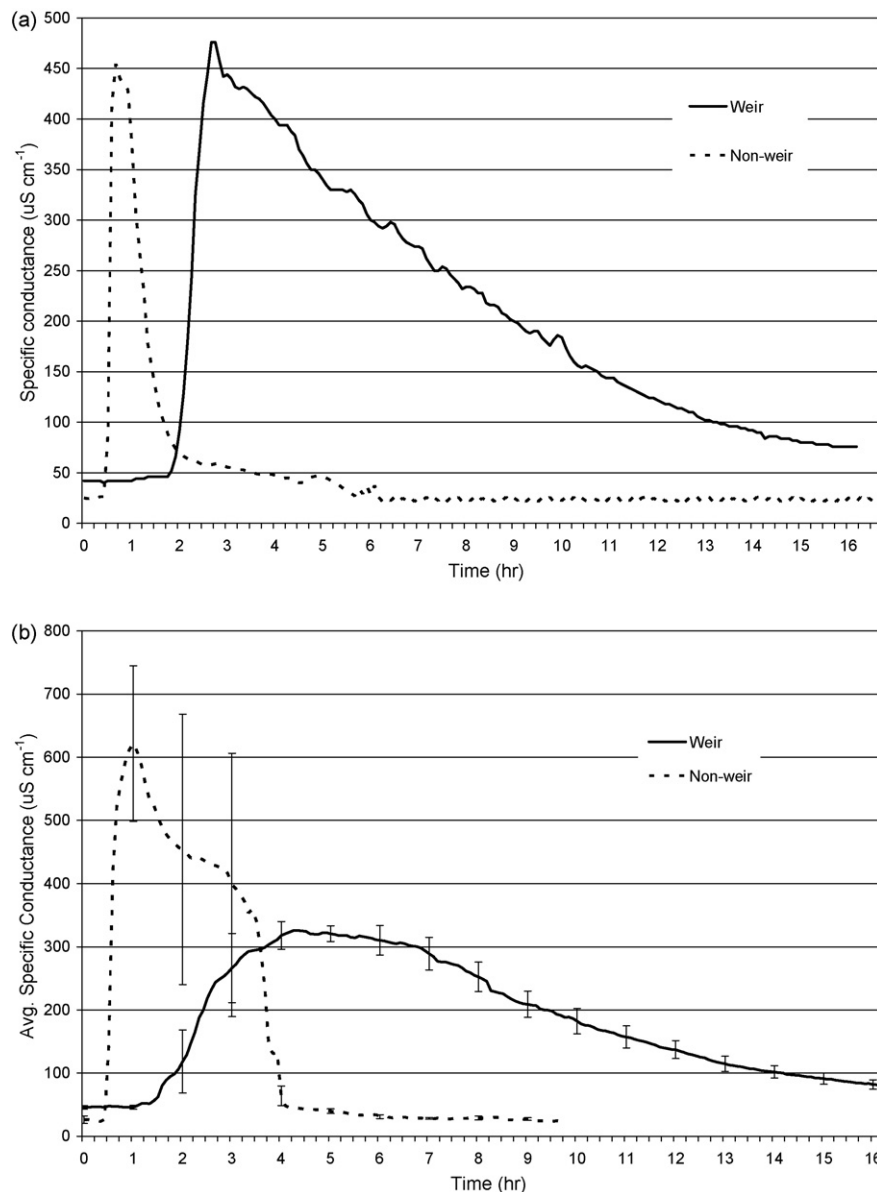 (a)
500
450
400
350
300
250
200
150
100
50
0
Specific conductance (uS cm-1)
Weir
Non-weir
0 1 2 3 4 5 6 7 8 9 10 11 12 13 14 15 16
Time (hr)
(b)
800
700
600
500
400
300
200
100
0
Avg. Specific Conductance (uS cm-1)
Weir
Non-weir
0 1 2 3 4 5 6 7 8 9 10 11 12 13 14 15 16
Time (hr)